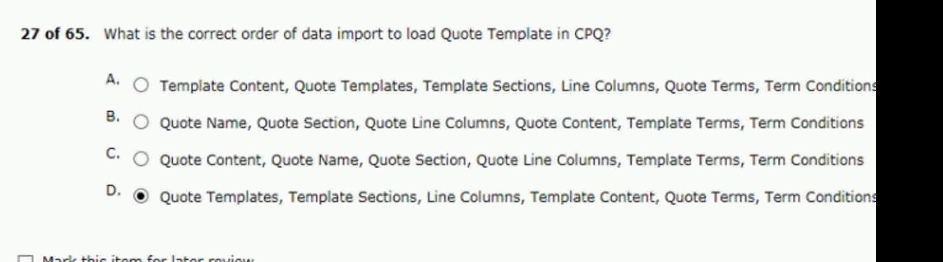 27 of 65. What is the correct order of data import to load Quote Template in CPQ?
A. Template Content, Quote Templates, Template Sections, Line Columns, Quote Terms, Term Conditions
B. Quote Name, Quote Section, Quote Line Columns, Quote Content, Template Terms, Term Conditions
C. Quote Content, Quote Name, Quote Section, Quote Line Columns, Template Terms, Term Conditions
D. Quote Templates, Template Sections, Line Columns, Template Content, Quote Terms, Term Conditions
Mark this item for later review